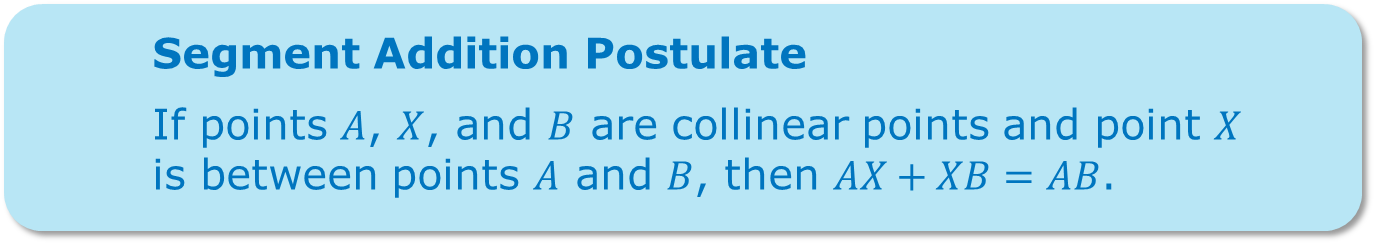 Segment Addition Postulate
If points A, X, and B are collinear points and point X
is between points A and B, then AX + XB = AB.